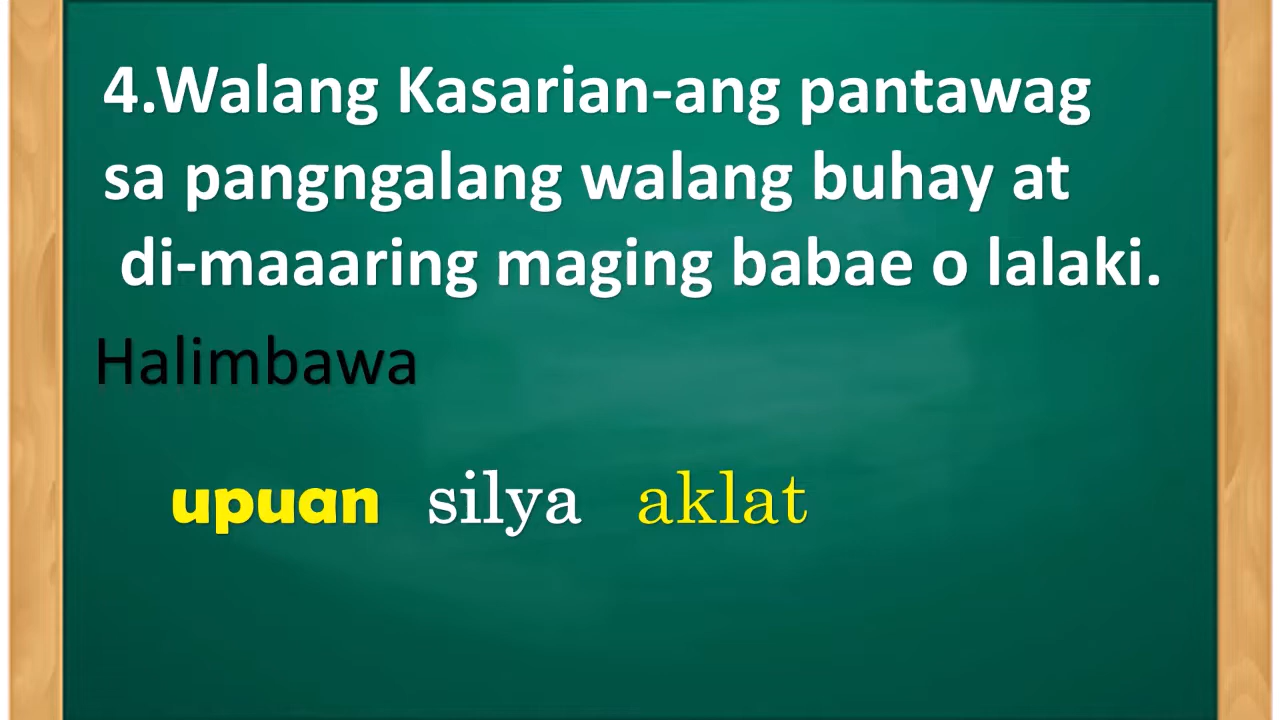 4.Walang Kasarian-ang pantawag
sa pangngalang walang buhay at
di-maaaring maging babae o lalaki.
Halimbawa
upuan silya aklat